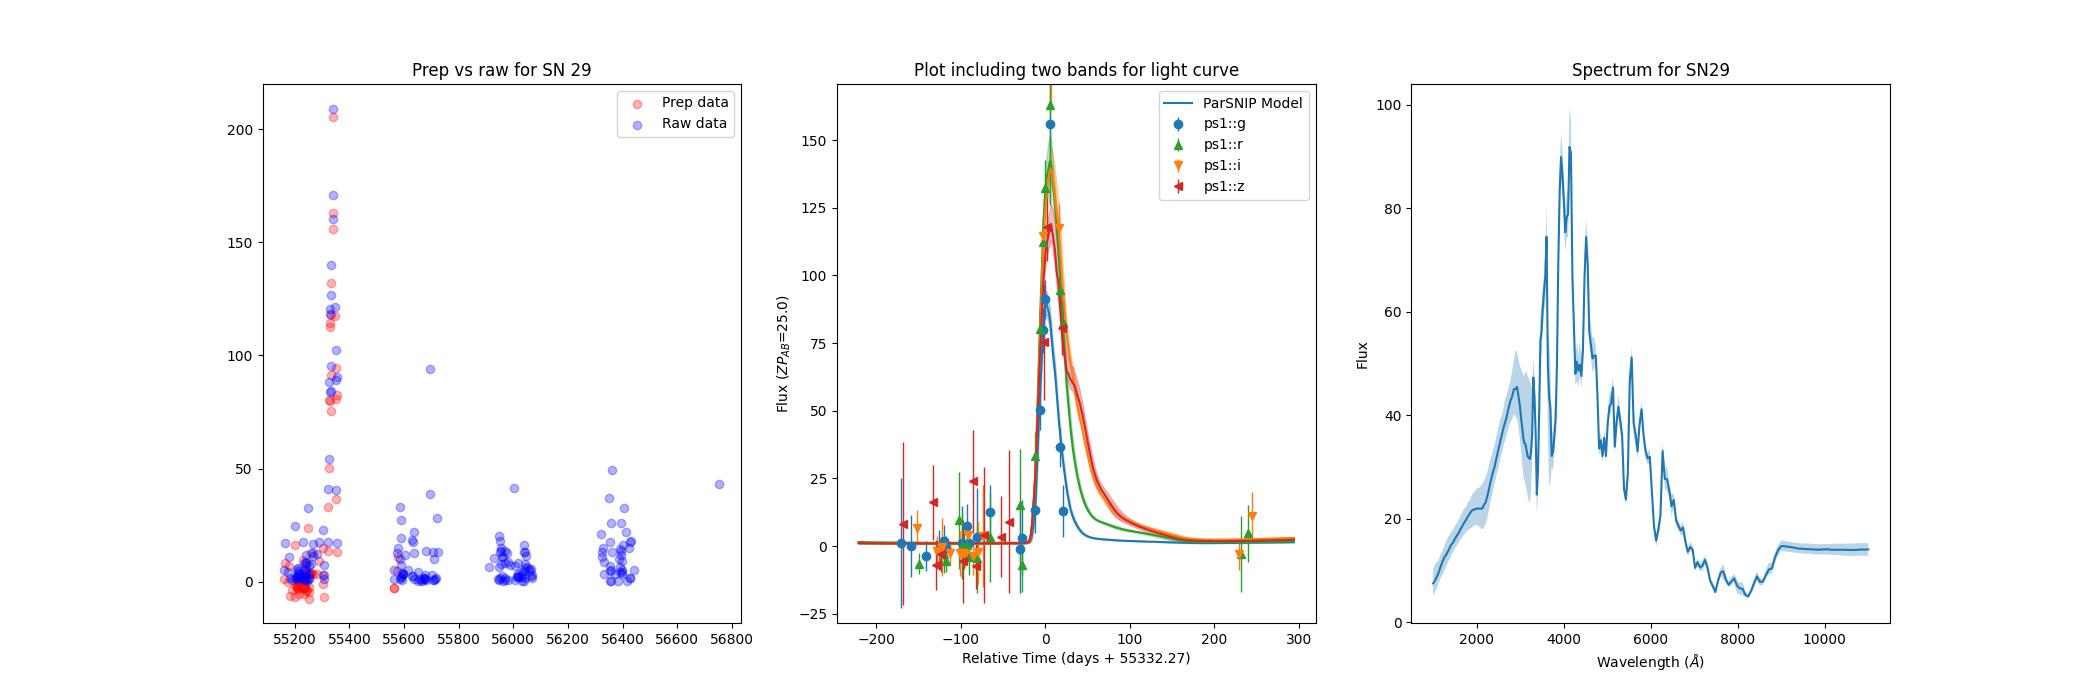 Prep vs raw for SN 29
Prep data
Raw data
200
150
100
50
0
55200 55400 55600 55800 56000 56200 56400 56600 56800
Plot including two bands for light curve
ParSNIP Model
ps1::g
ps1::r
ps1::i
ps1::z
Flux (ZP_AB=25.0)
150
125
100
75
50
25
0
−25
−200 −100 0 100 200 300
Relative Time (days + 55332.27)
Spectrum for SN29
Flux
100
80
60
40
20
0
2000 4000 6000 8000 10000
Wavelength (Å)